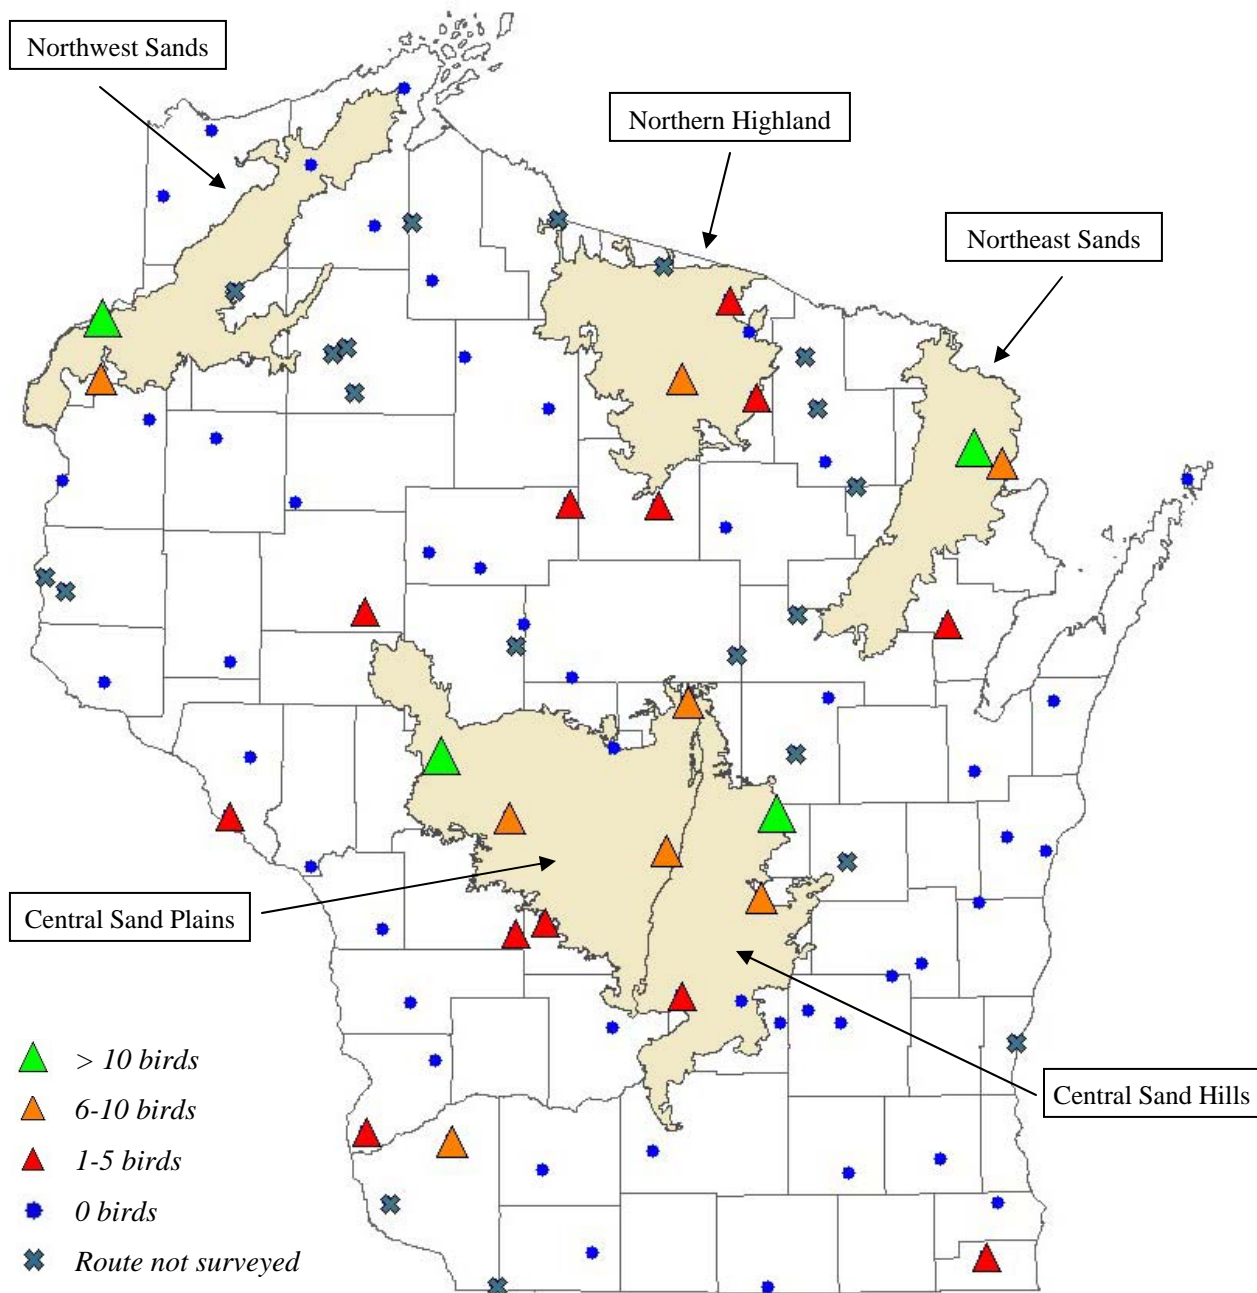 Northwest Sands
Northern Highland
Northeast Sands
Central Sand Plains
Central Sand Hills
> 10 birds
6-10 birds
1-5 birds
0 birds
Route not surveyed